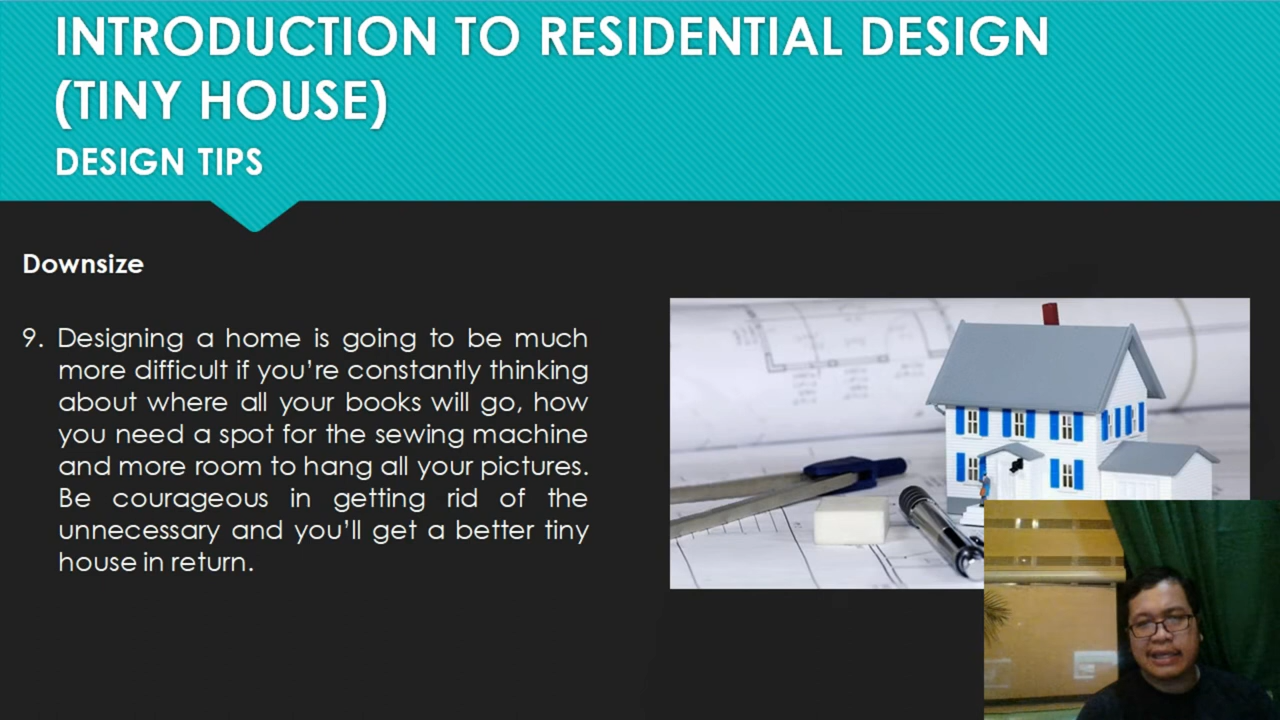 INTRODUCTION TO RESIDENTIAL DESIGN
(TINY HOUSE)
DESIGN TIPS
Downsize
9. Designing a home is going to be much
more difficult if you’re constantly thinking
about where all your books will go, how
you need a spot for the sewing machine
and more room to hang all your pictures.
Be courageous in getting rid of the
unnecessary and you’ll get a better tiny
house in return.